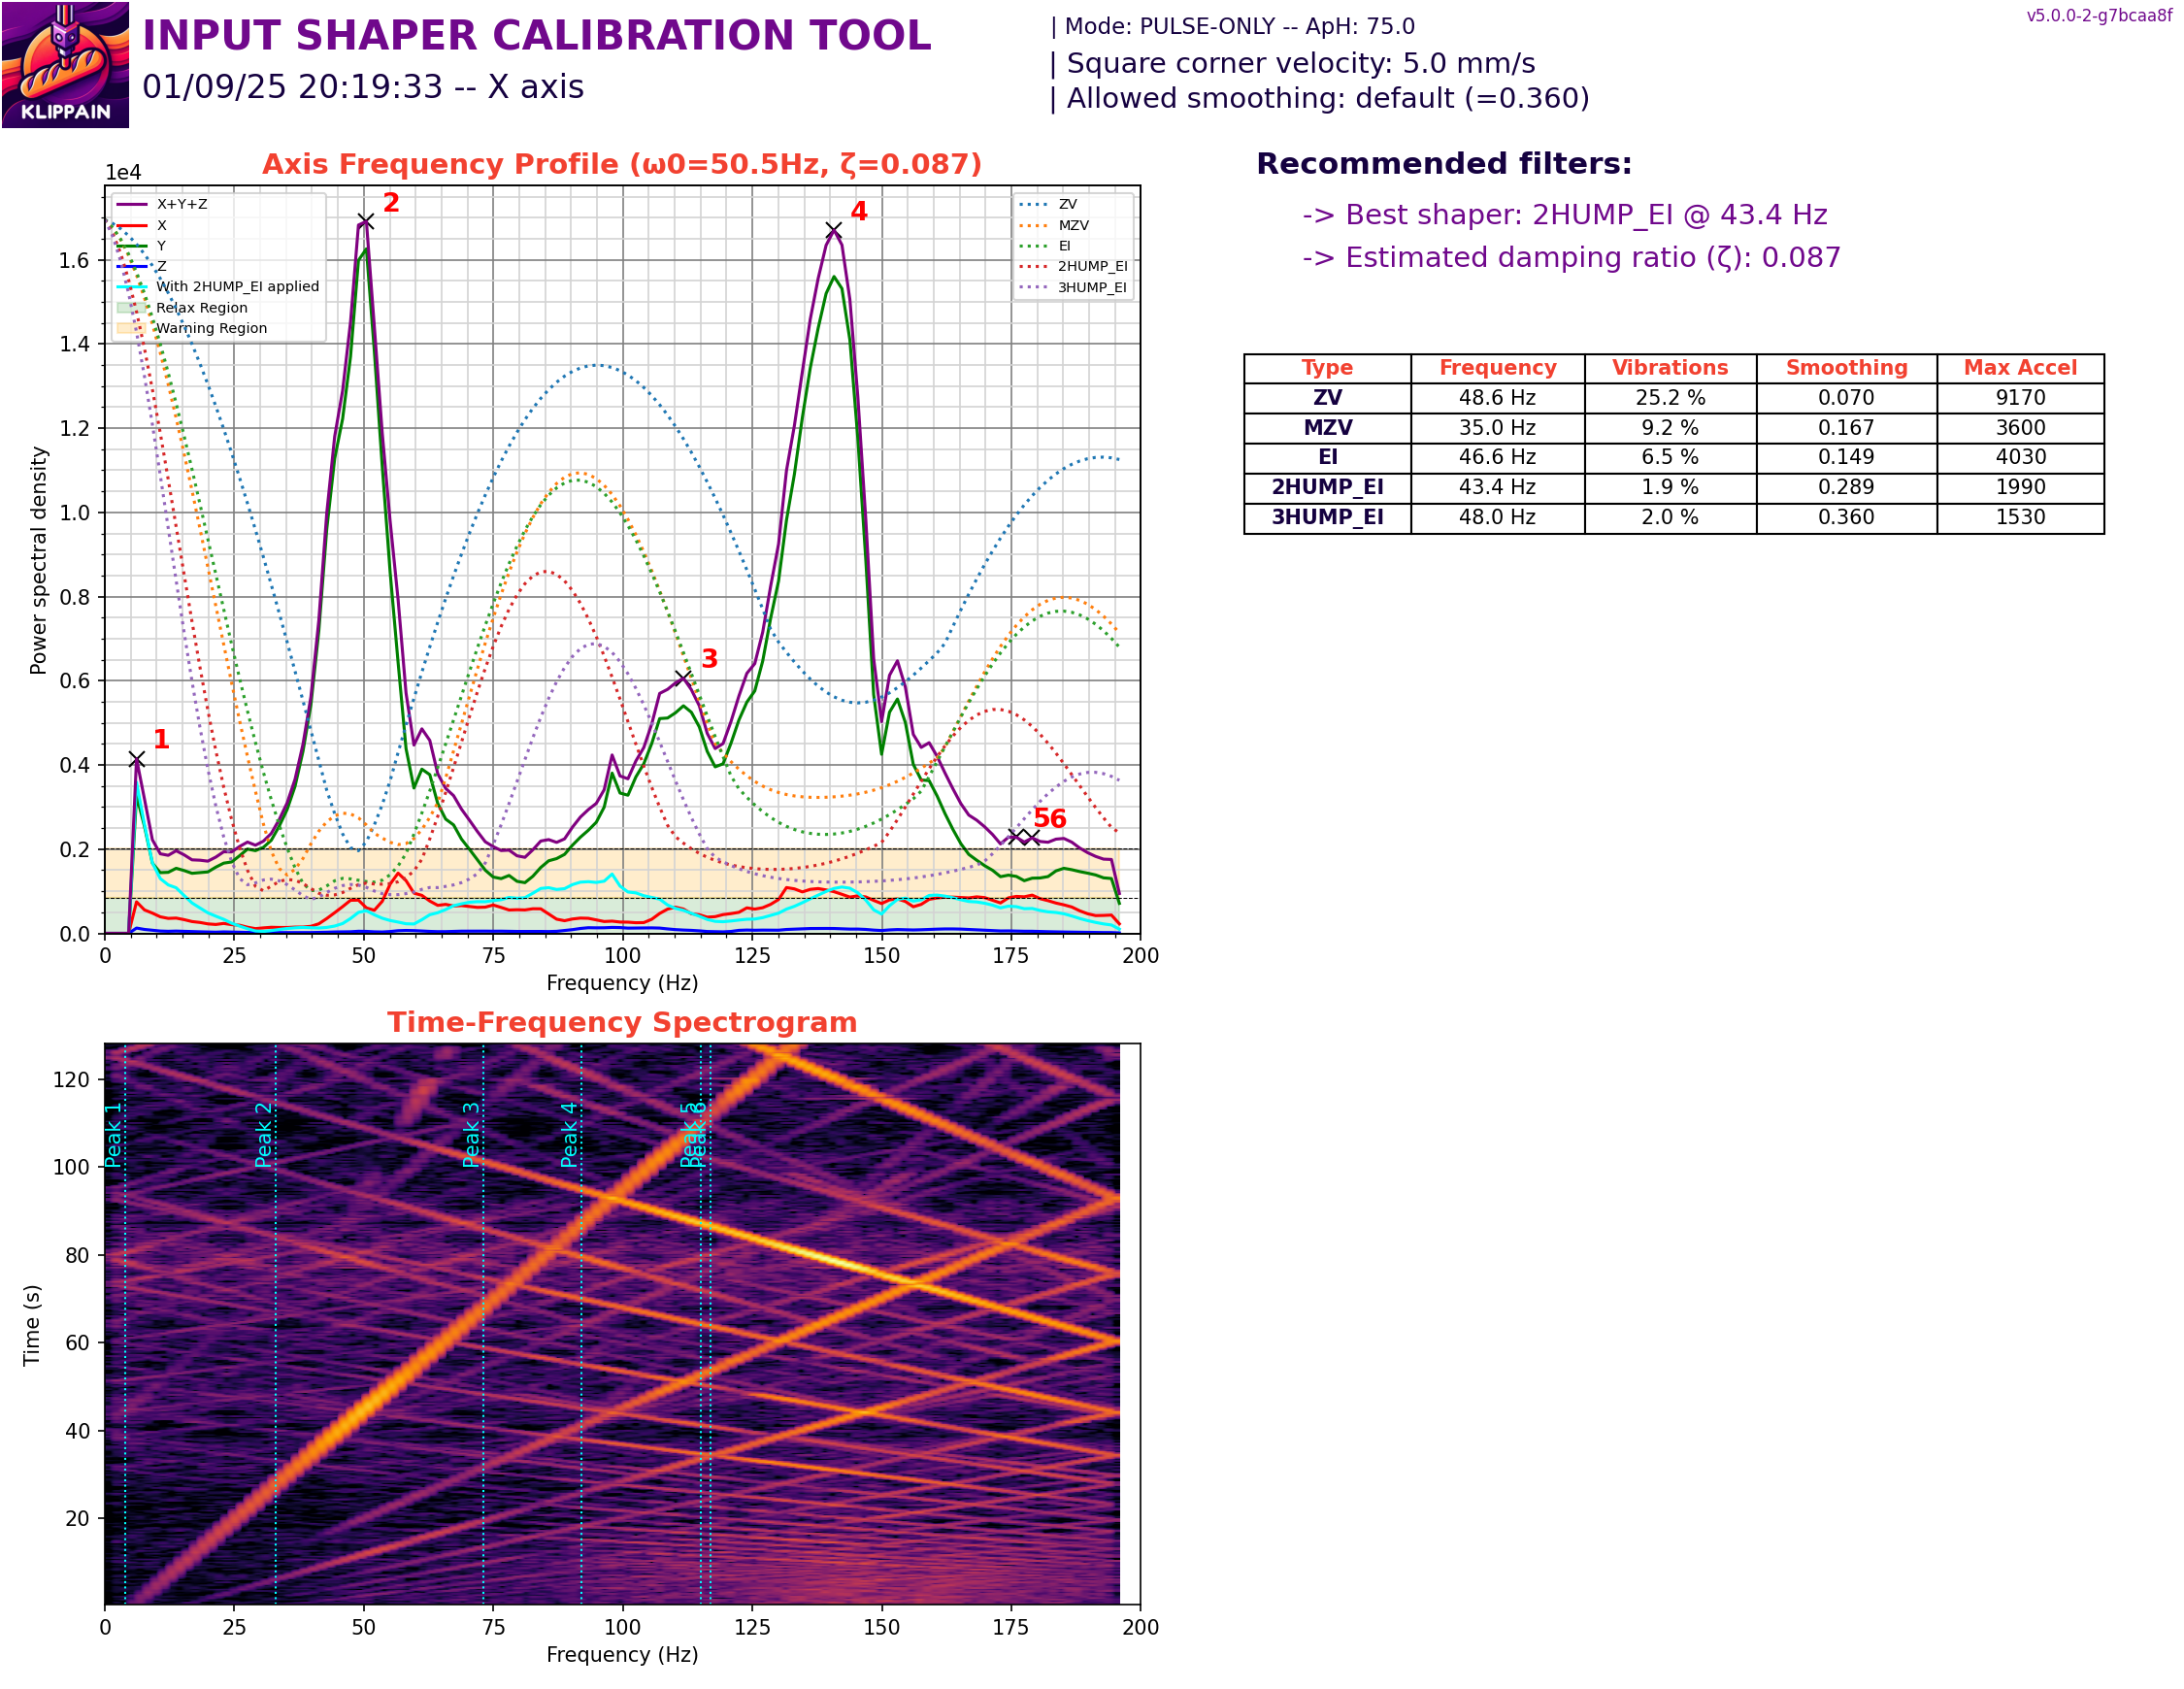 KLIPPAIN
INPUT SHAPER CALIBRATION TOOL
01/09/25 20:19:33 -- X axis
| Mode: PULSE-ONLY -- ApH: 75.0
| Square corner velocity: 5.0 mm/s
| Allowed smoothing: default (=0.360)
v5.0.0-2-g7bcaa8f
Axis Frequency Profile (ω0=50.5Hz, ζ=0.087)
1e4
X+Y+Z
X
Y
Z
With 2HUMP_EI applied
Relax Region
Warning Region
ZV
MZV
EI
2HUMP_EI
3HUMP_EI
1
2
3
4
5
6
Power spectral density
1.6
1.4
1.2
1.0
0.8
0.6
0.4
0.2
0.0
0 25 50 75 100 125 150 175 200
Frequency (Hz)
Recommended filters:
-> Best shaper: 2HUMP_EI @ 43.4 Hz
-> Estimated damping ratio (ζ): 0.087
Type Frequency Vibrations Smoothing Max Accel
ZV 48.6 Hz 25.2 % 0.070 9170
MZV 35.0 Hz 9.2 % 0.167 3600
EI 46.6 Hz 6.5 % 0.149 4030
2HUMP_EI 43.4 Hz 1.9 % 0.289 1990
3HUMP_EI 48.0 Hz 2.0 % 0.360 1530
Time-Frequency Spectrogram
Time (s)
120
100
80
60
40
20
Peak 1
Peak 2
Peak 3
Peak 4
Peak 5
Peak 6
0 25 50 75 100 125 150 175 200
Frequency (Hz)